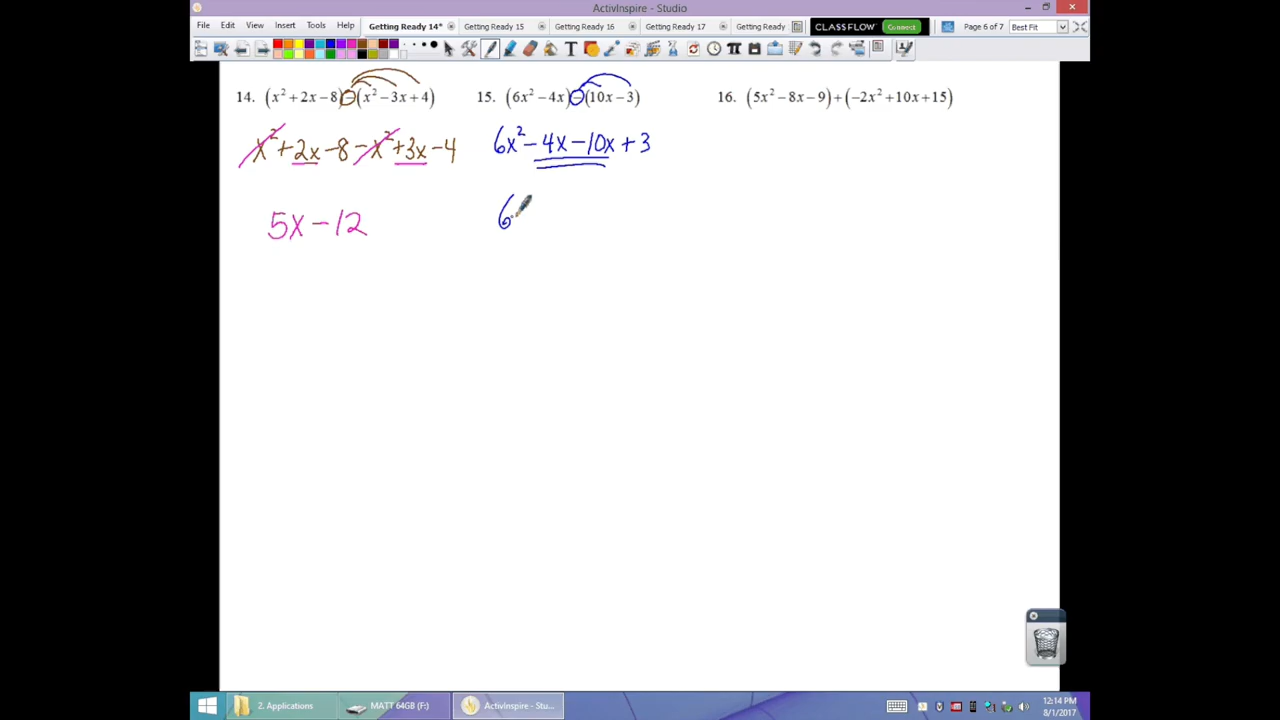 ActivInspire - Studio
File Edit View Insert Tools Help Getting Ready 14* Getting Ready 15 Getting Ready 16 Getting Ready 17 Getting Ready CLASSFLOW Connect Page 6 of 7 Best Fit
14. (x² + 2x − 8) − (x² − 3x + 4) 15. (6x² − 4x) − (10x − 3) 16. (5x² − 8x − 9) + (−2x² + 10x + 15)
x² + 2x − 8 − x² + 3x − 4 6x² − 4x − 10x + 3
5x − 12 6
2. Applications MATT 64GB (F:) ActivInspire - Stu... 12:14 PM
8/1/2017